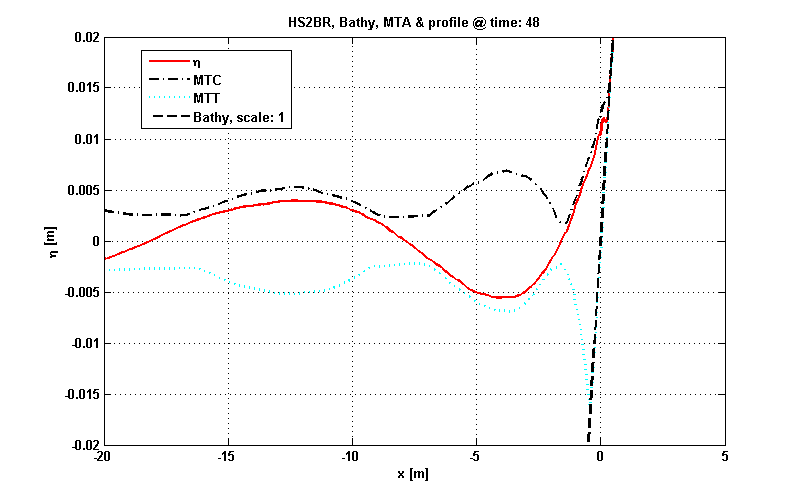 HS2BR, Bathy, MTA & profile @ time: 48
η
MTC
MTT
Bathy, scale: 1
0.02
0.015
0.01
0.005
0
-0.005
-0.01
-0.015
-0.02
η [m]
-20 -15 -10 -5 0 5
x [m]